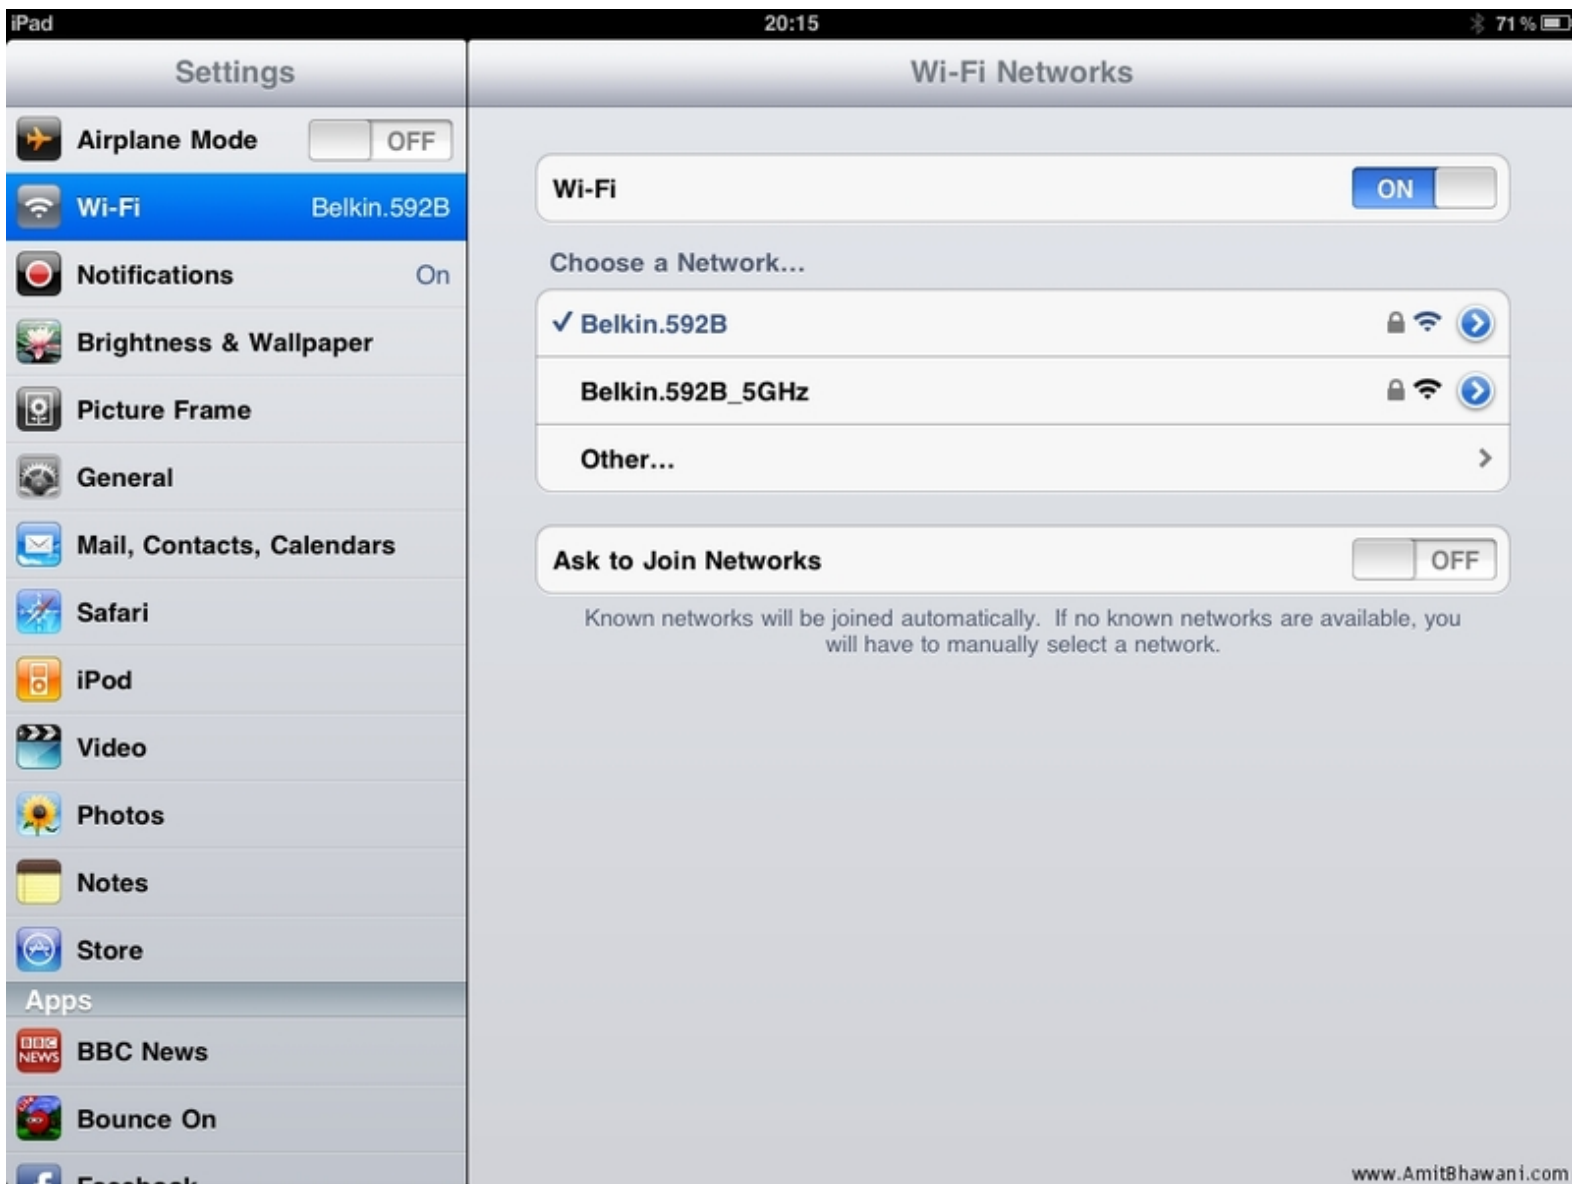 iPad
20:15
71 %
Settings
Wi-Fi Networks
Airplane Mode OFF
Wi-Fi Belkin.592B
Notifications On
Brightness & Wallpaper
Picture Frame
General
Mail, Contacts, Calendars
Safari
iPod
Video
Photos
Notes
Store
Apps
BBC NEWS
BBC News
Bounce On
Facebook
Wi-Fi ON
Choose a Network...
✓ Belkin.592B
Belkin.592B_5GHz
Other...
Ask to Join Networks OFF
Known networks will be joined automatically. If no known networks are available, you
will have to manually select a network.
www.AmitBhawani.com